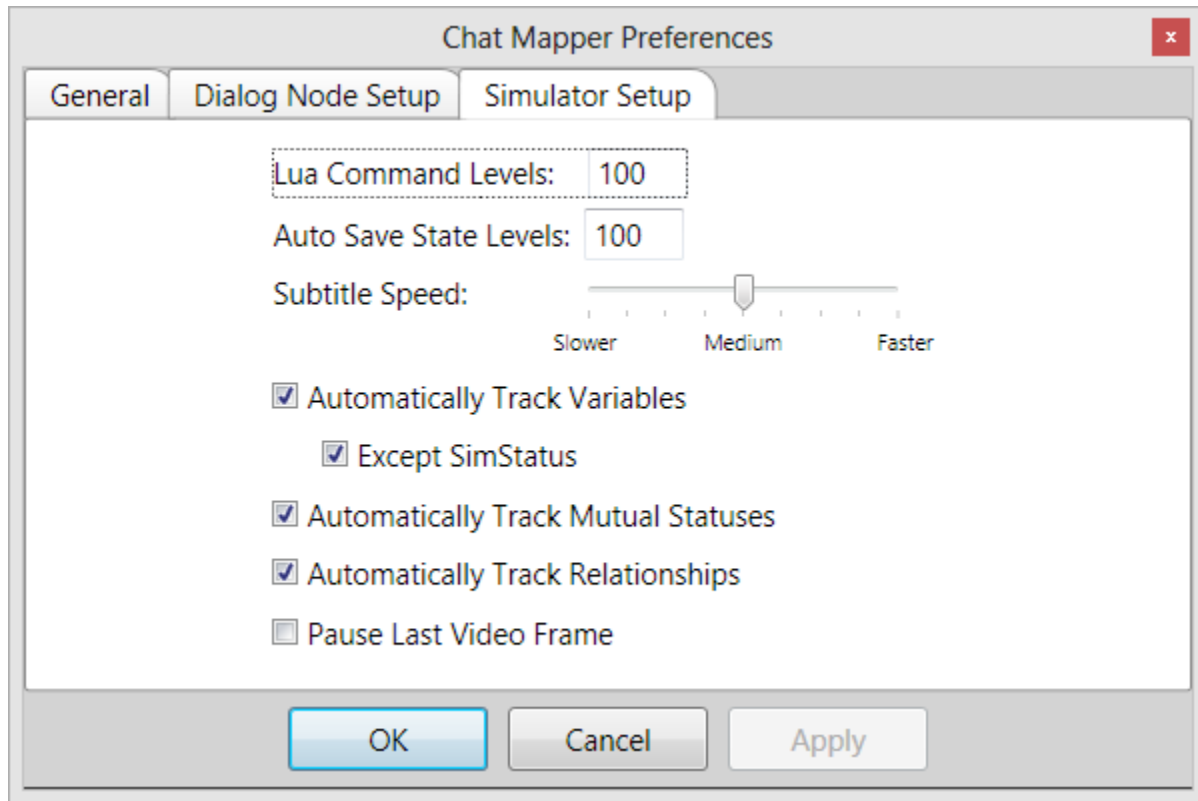 Chat Mapper Preferences
x
General Dialog Node Setup Simulator Setup
Lua Command Levels: 100
Auto Save State Levels: 100
Subtitle Speed:
Slower Medium Faster
Automatically Track Variables
Except SimStatus
Automatically Track Mutual Statuses
Automatically Track Relationships
Pause Last Video Frame
OK Cancel Apply